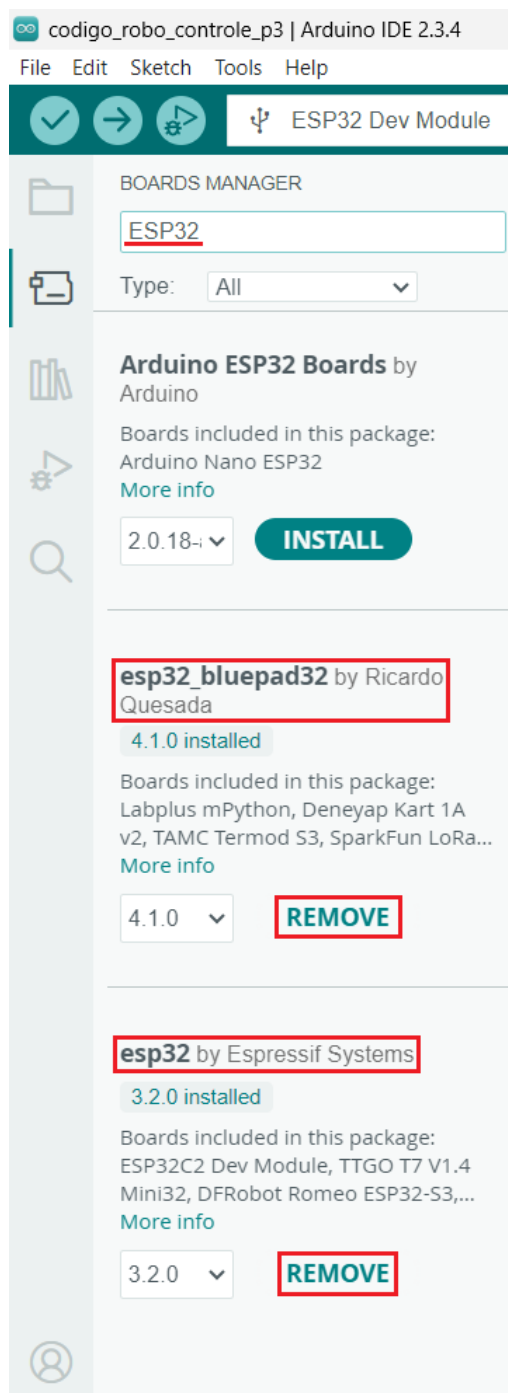 codigo_robo_controle_p3 | Arduino IDE 2.3.4
File Edit Sketch Tools Help
ESP32 Dev Module
BOARDS MANAGER
ESP32
Type: All
Arduino ESP32 Boards by
Arduino
Boards included in this package:
Arduino Nano ESP32
More info
2.0.18-
INSTALL
esp32_bluepad32 by Ricardo
Quesada
4.1.0 installed
Boards included in this package:
Labplus mPython, Deneyap Kart 1A
v2, TAMC Termod S3, SparkFun LoRa...
More info
4.1.0
REMOVE
esp32 by Espressif Systems
3.2.0 installed
Boards included in this package:
ESP32C2 Dev Module, TTGO T7 V1.4
Mini32, DFRobot Romeo ESP32-S3,...
More info
3.2.0
REMOVE